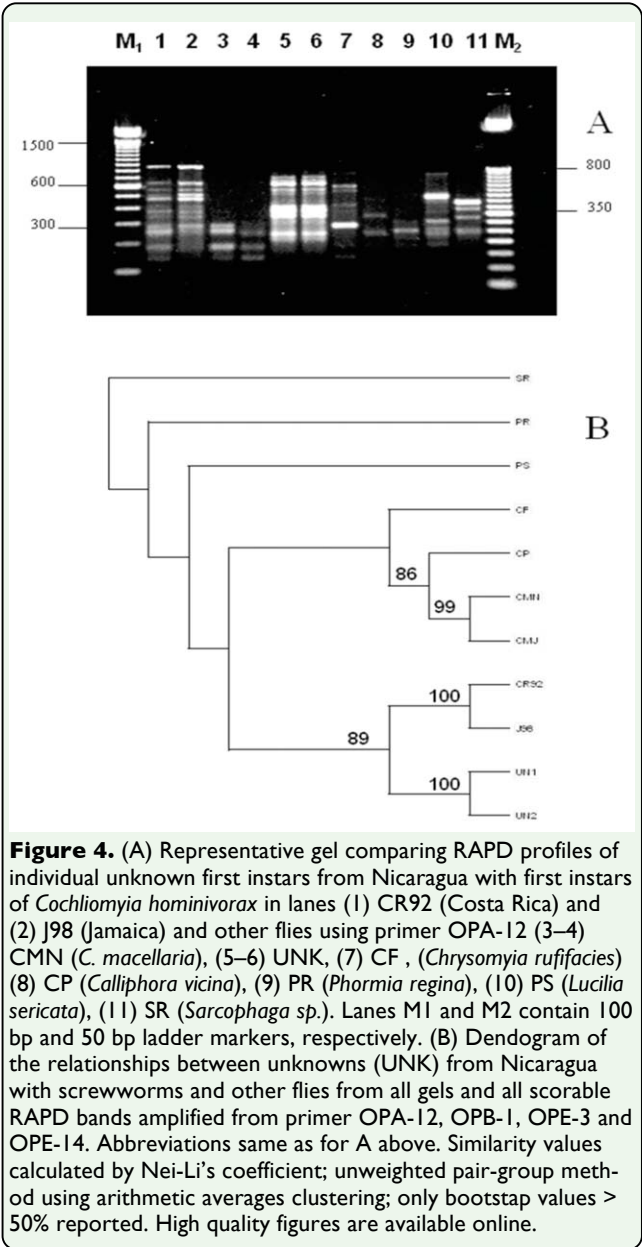 M1 1 2 3 4 5 6 7 8 9 10 11 M2
A
1500
600
300
800
350
B
SR
PR
PS
CF
CP
86
CMN
99
CMJ
CR92
100
J98
89
UN1
100
UN2
Figure 4. (A) Representative gel comparing RAPD profiles of
individual unknown first instars from Nicaragua with first instars
of Cochliomyia hominivorax in lanes (1) CR92 (Costa Rica) and
(2) J98 (Jamaica) and other flies using primer OPA-12 (3–4)
CMN (C. macellaria), (5–6) UNK, (7) CF , (Chrysomyia rufifacies)
(8) CP (Calliphora vicina), (9) PR (Phormia regina), (10) PS (Lucilia
sericata), (11) SR (Sarcophaga sp.). Lanes M1 and M2 contain 100
bp and 50 bp ladder markers, respectively. (B) Dendogram of
the relationships between unknowns (UNK) from Nicaragua
with screwworms and other flies from all gels and all scorable
RAPD bands amplified from primer OPA-12, OPB-1, OPE-3 and
OPE-14. Abbreviations same as for A above. Similarity values
calculated by Nei-Li's coefficient; unweighted pair-group meth-
od using arithmetic averages clustering; only bootstap values >
50% reported. High quality figures are available online.